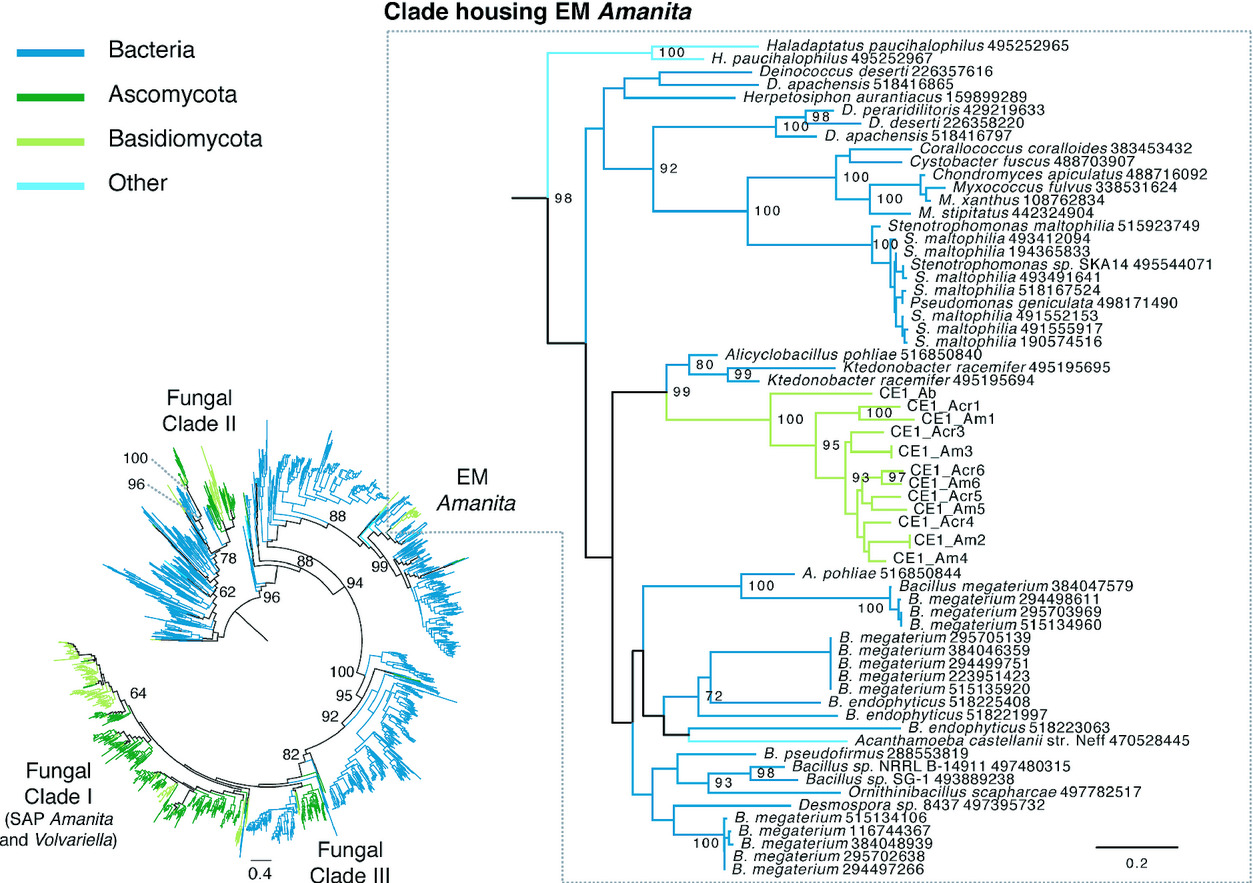 Clade housing EM Amanita
Bacteria
Ascomycota
Basidiomycota
Other
Haladaptatus paucihalophilus 495252965
100
H. paucihalophilus 495252967
Deinococcus deserti 226357616
D. apachensis 518416865
Herpetosiphon aurantiacus 159899289
D. peraridilitoris 429219633
98
D. deserti 226358220
100
D. apachensis 518416797
Corallococcus coralloides 383453432
Cystobacter fuscus 488703907
92
100
Chondromyces apiculatus 488716092
Myxococcus fulvus 338531624
100
M. xanthus 108762834
98
100
M. stipitatus 442324904
Stenotrophomonas maltophilia 515923749
100
S. maltophilia 493412094
S. maltophilia 194365833
Stenotrophomonas sp. SKA14 495544071
S. maltophilia 493491641
S. maltophilia 518167524
Pseudomonas geniculata 498171490
S. maltophilia 491552153
S. maltophilia 491555917
S. maltophilia 190574516
Alicyclobacillus pohliae 516850840
80
Ktedonobacter racemifer 495195695
99
Ktedonobacter racemifer 495195694
99
CE1_Ab
CE1_Acr1
100
100
CE1_Am1
CE1_Acr3
95
CE1_Am3
CE1_Acr6
93
97
CE1_Am6
CE1_Acr5
CE1_Am5
CE1_Acr4
CE1_Am2
CE1_Am4
A. pohliae 516850844
100
Bacillus megaterium 384047579
B. megaterium 294498611
100
B. megaterium 295703969
B. megaterium 515134960
B. megaterium 295705139
B. megaterium 384046359
B. megaterium 294499751
B. megaterium 223951423
B. megaterium 515135920
72
B. endophyticus 518225408
B. endophyticus 518221997
B. endophyticus 518223063
Acanthamoeba castellanii str. Neff 470528445
B. pseudofirmus 288553819
Bacillus sp. NRRL B-14911 497480315
98
93
Bacillus sp. SG-1 493889238
Ornithinibacillus scapharcae 497782517
Desmospora sp. 8437 497395732
B. megaterium 515134106
B. megaterium 116744367
100
B. megaterium 384048939
B. megaterium 295702638
B. megaterium 294497266
0.2
Fungal
Clade II
100
96
EM
Amanita
88
78
88
99
94
62
96
100
95
64
92
82
Fungal
Clade I
(SAP Amanita
and Volvariella)
Fungal
Clade III
0.4